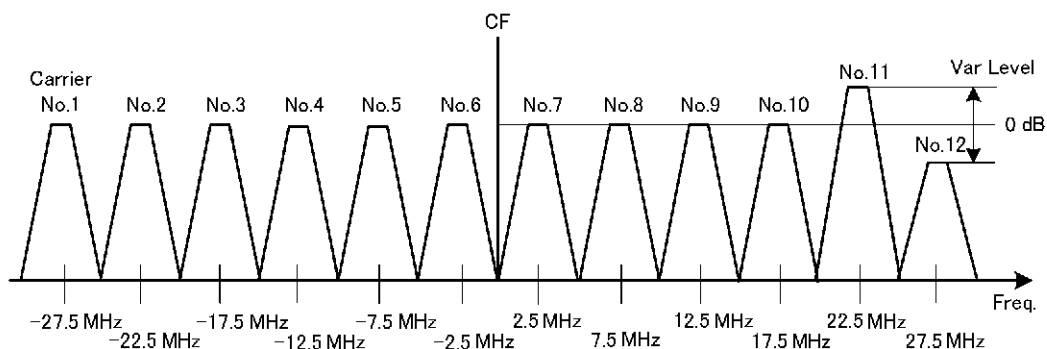 CF
Carrier
No.1 No.2 No.3 No.4 No.5 No.6 No.7 No.8 No.9 No.10 No.11 Var Level
0 dB
No.12
Freq.
−27.5 MHz −17.5 MHz −7.5 MHz 2.5 MHz 12.5 MHz 22.5 MHz
−22.5 MHz −12.5 MHz −2.5 MHz 7.5 MHz 17.5 MHz 27.5 MHz